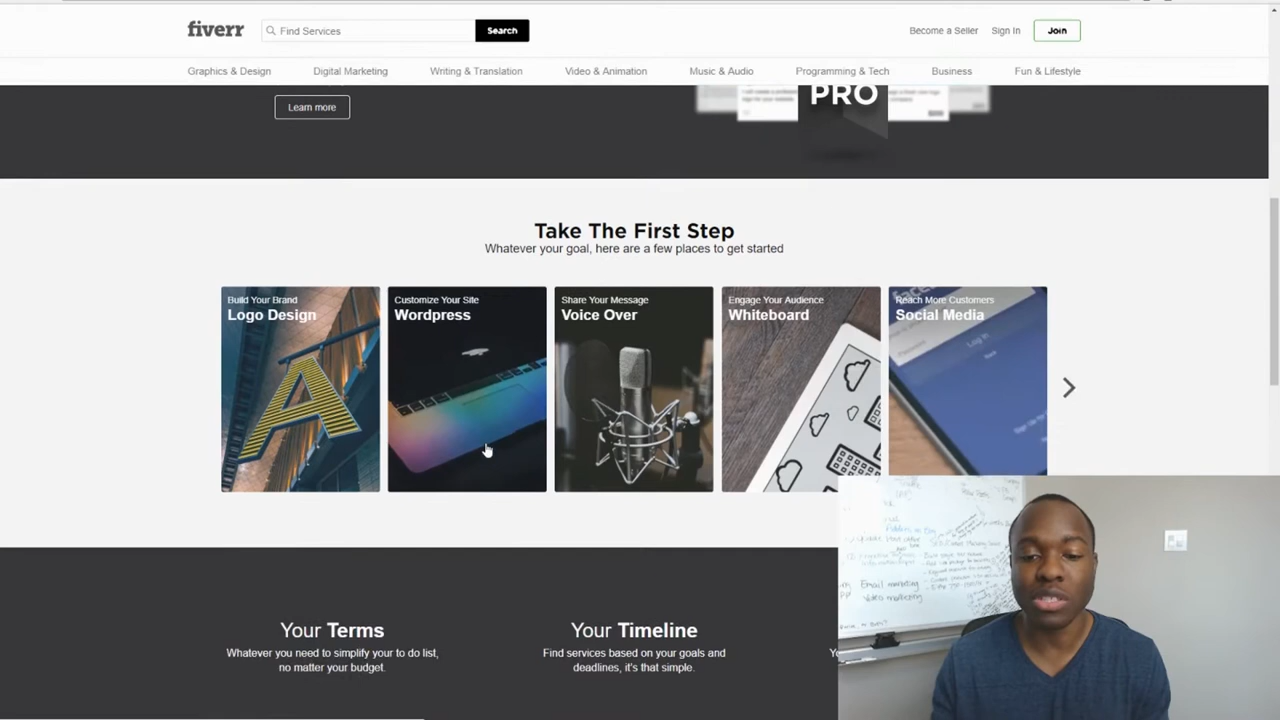 fiverr
Find Services
Search
Become a Seller
Sign In
Join
Graphics & Design
Digital Marketing
Writing & Translation
Video & Animation
Music & Audio
Programming & Tech
Business
Fun & Lifestyle
Learn more
PRO
Take The First Step
Whatever your goal, here are a few places to get started
Build Your Brand
Logo Design
Customize Your Site
Wordpress
Share Your Message
Voice Over
Engage Your Audience
Whiteboard
Reach More Customers
Social Media
Log In
Your Terms
Whatever you need to simplify your to do list,
no matter your budget.
Your Timeline
Find services based on your goals and
deadlines, it's that simple.
Email marketing
Video marketing